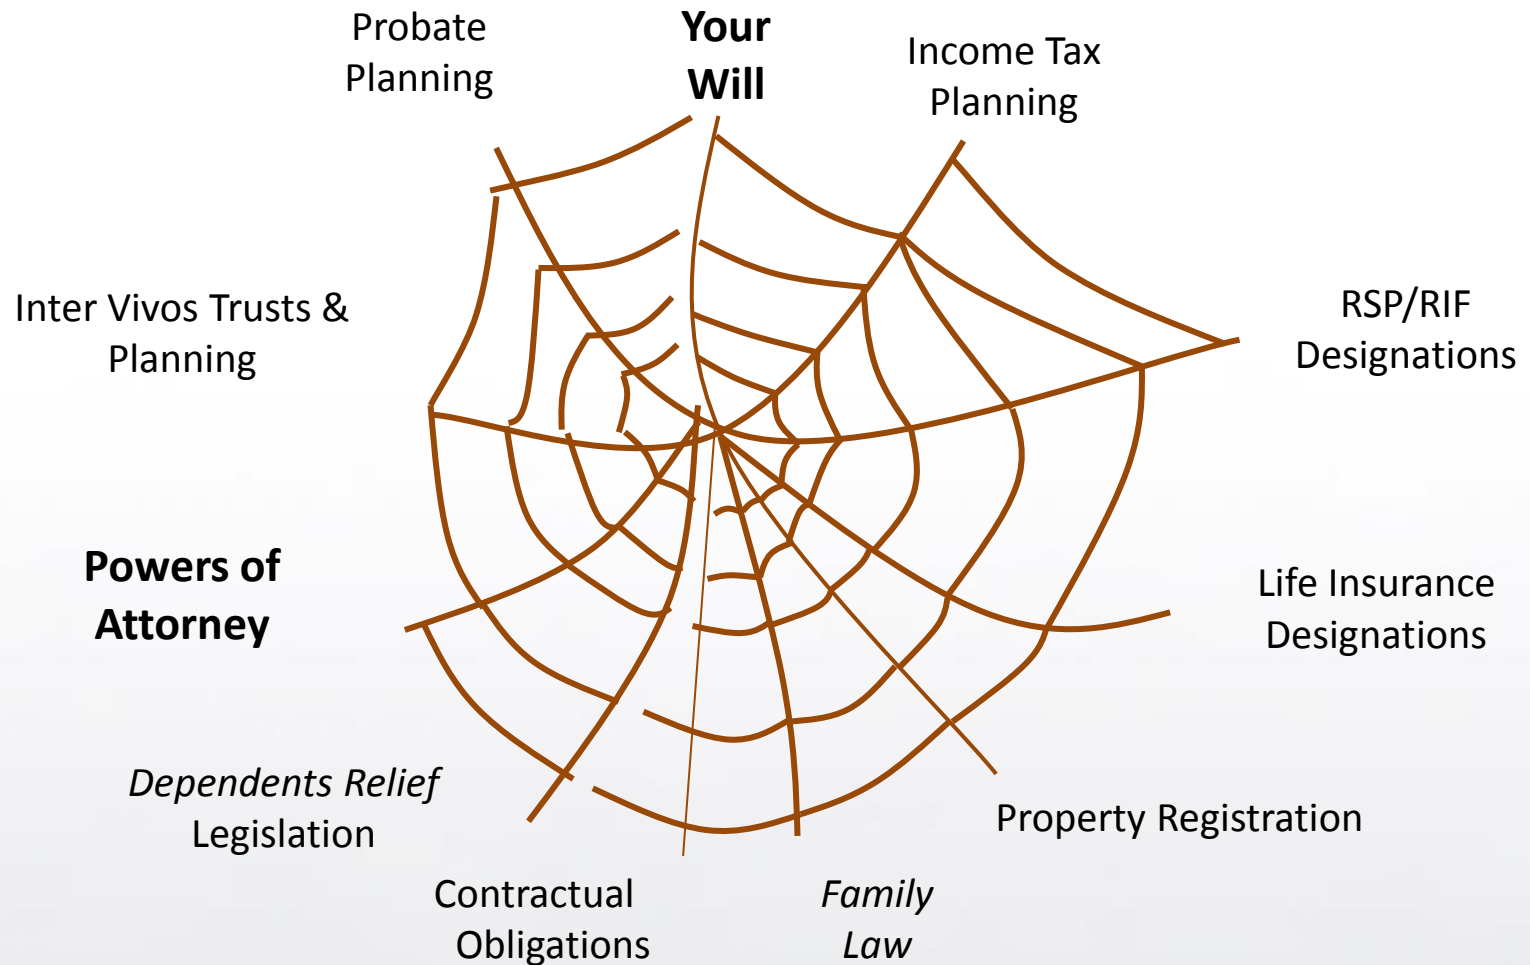 Probate
Planning
Your
Will
Income Tax
Planning
Inter Vivos Trusts &
Planning
RSP/RIF
Designations
Powers of
Attorney
Life Insurance
Designations
Dependents Relief
Legislation
Property Registration
Contractual
Obligations
Family
Law